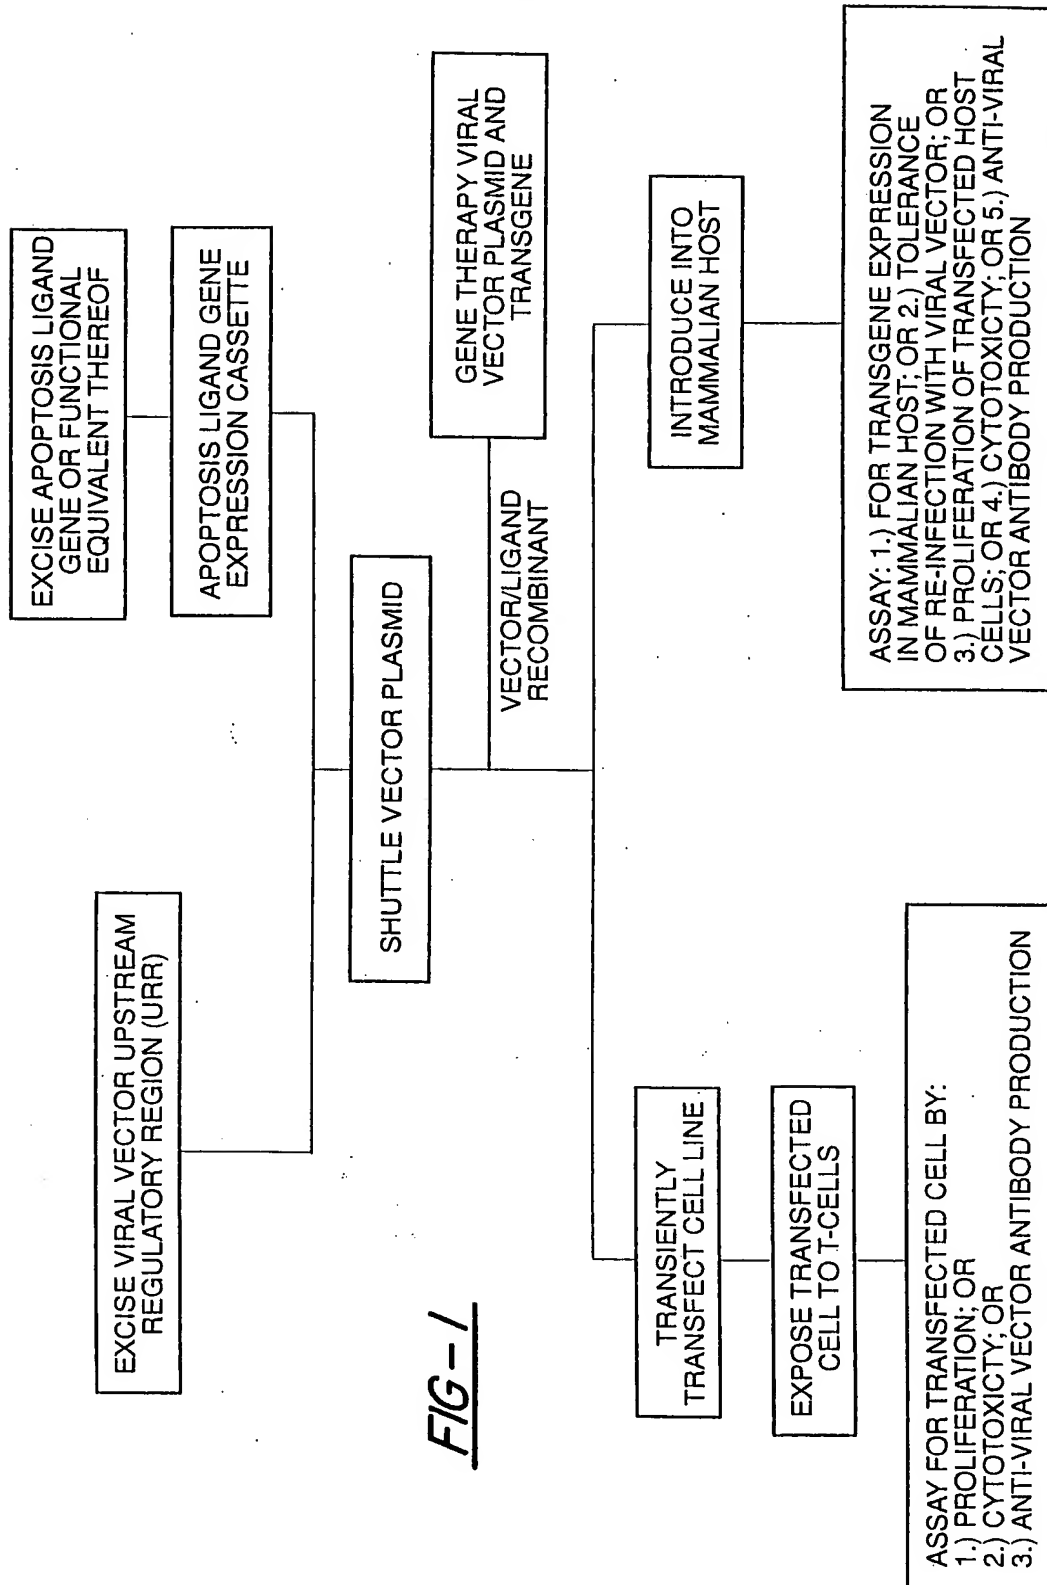 EXCISE VIRAL VECTOR UPSTREAM
REGULATORY REGION (URR)
EXCISE APOPTOSIS LIGAND
GENE OR FUNCTIONAL
EQUIVALENT THEREOF
APOPTOSIS LIGAND GENE
EXPRESSION CASSETTE
SHUTTLE VECTOR PLASMID
VECTOR/LIGAND
RECOMBINANT
GENE THERAPY VIRAL
VECTOR PLASMID AND
TRANSGENE
FIG-1
TRANSIENTLY
TRANSFECT CELL LINE
EXPOSE TRANSFECTED
CELL TO T-CELLS
ASSAY FOR TRANSFECTED CELL BY:
1.) PROLIFERATION; OR
2.) CYTOTOXICTY; OR
3.) ANTI-VIRAL VECTOR ANTIBODY PRODUCTION
INTRODUCE INTO
MAMMALIAN HOST
ASSAY: 1.) FOR TRANSGENE EXPRESSION
IN MAMMALIAN HOST; OR 2.) TOLERANCE
OF RE-INFECTION WITH VIRAL VECTOR; OR
3.) PROLIFERATION OF TRANSFECTED HOST
CELLS; OR 4.) CYTOTOXICTY; OR 5.) ANTI-VIRAL
VECTOR ANTIBODY PRODUCTION